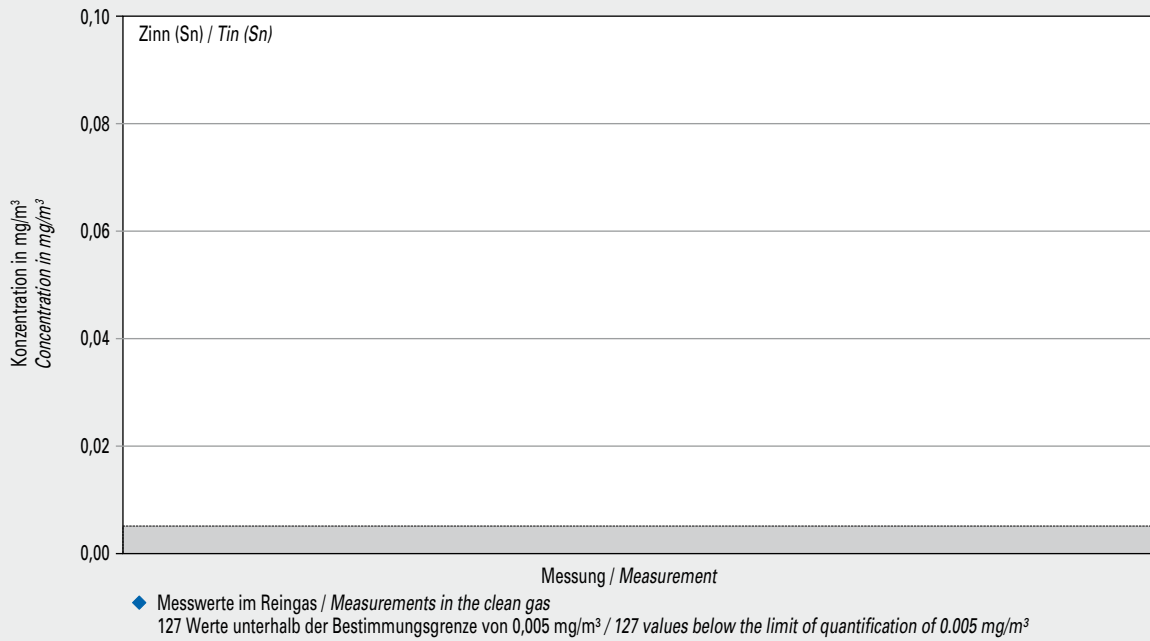 0,10
Zinn (Sn) / Tin (Sn)
0,08
0,06
0,04
0,02
0,00
Konzentration in mg/m³
Concentration in mg/m³
Messung / Measurement
Messwerte im Reingas / Measurements in the clean gas
127 Werte unterhalb der Bestimmungsgrenze von 0,005 mg/m³ / 127 values below the limit of quantification of 0.005 mg/m³